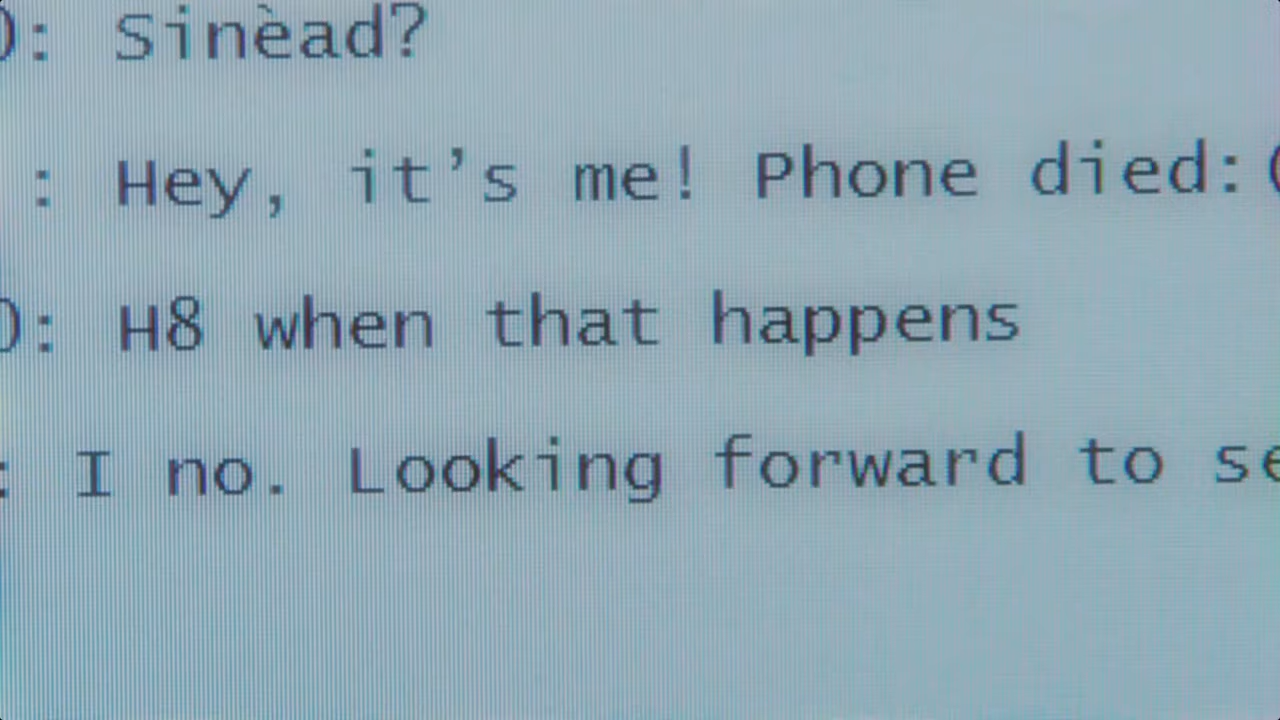 ): Sinèad?
: Hey, it’s me! Phone died:(
): H8 when that happens
: I no. Looking forward to se